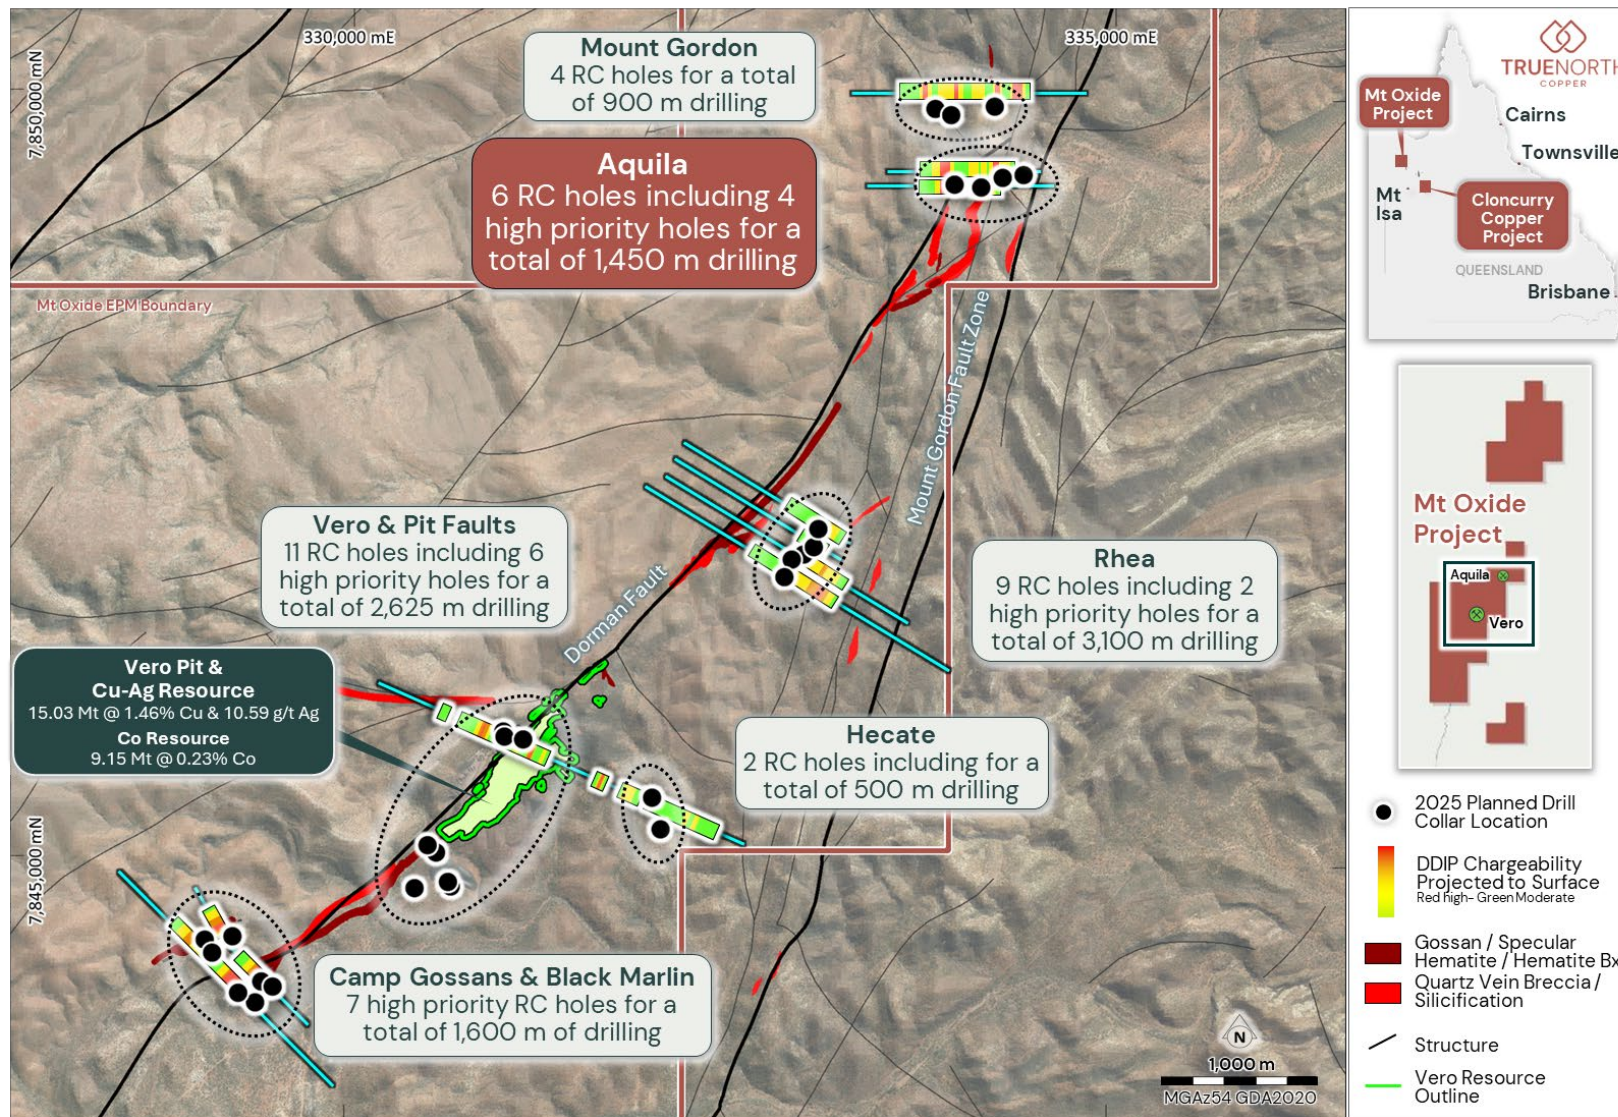 330,000 mE
335,000 mE
7,850,000 mN
7,845,000 mN
Mount Gordon
4 RC holes for a total
of 900 m drilling
Aquila
6 RC holes including 4
high priority holes for a
total of 1,450 m drilling
Mt Oxide EPM Boundary
Mount Gordon Fault Zone
Vero & Pit Faults
11 RC holes including 6
high priority holes for a
total of 2,625 m drilling
Dorman Fault
Rhea
9 RC holes including 2
high priority holes for a
total of 3,100 m drilling
Vero Pit &
Cu-Ag Resource
15.03 Mt @ 1.46% Cu & 10.59 g/t Ag
Co Resource
9.15 Mt @ 0.23% Co
Hecate
2 RC holes including for a
total of 500 m drilling
Camp Gossans & Black Marlin
7 high priority RC holes for a
total of 1,600 m of drilling
N
1,000 m
MGAz54 GDA2020
TRUENORTH
COPPER
Mt Oxide
Project
Cairns
Townsville
Mt
Isa
Cloncurry
Copper
Project
QUEENSLAND
Brisbane
Mt Oxide
Project
Aquila
Vero
2025 Planned Drill
Collar Location
DDIP Chargeability
Projected to Surface
Red high- Green Moderate
Gossan / Specular
Hematite / Hematite Bx
Quartz Vein Breccia /
Silicification
Structure
Vero Resource
Outline